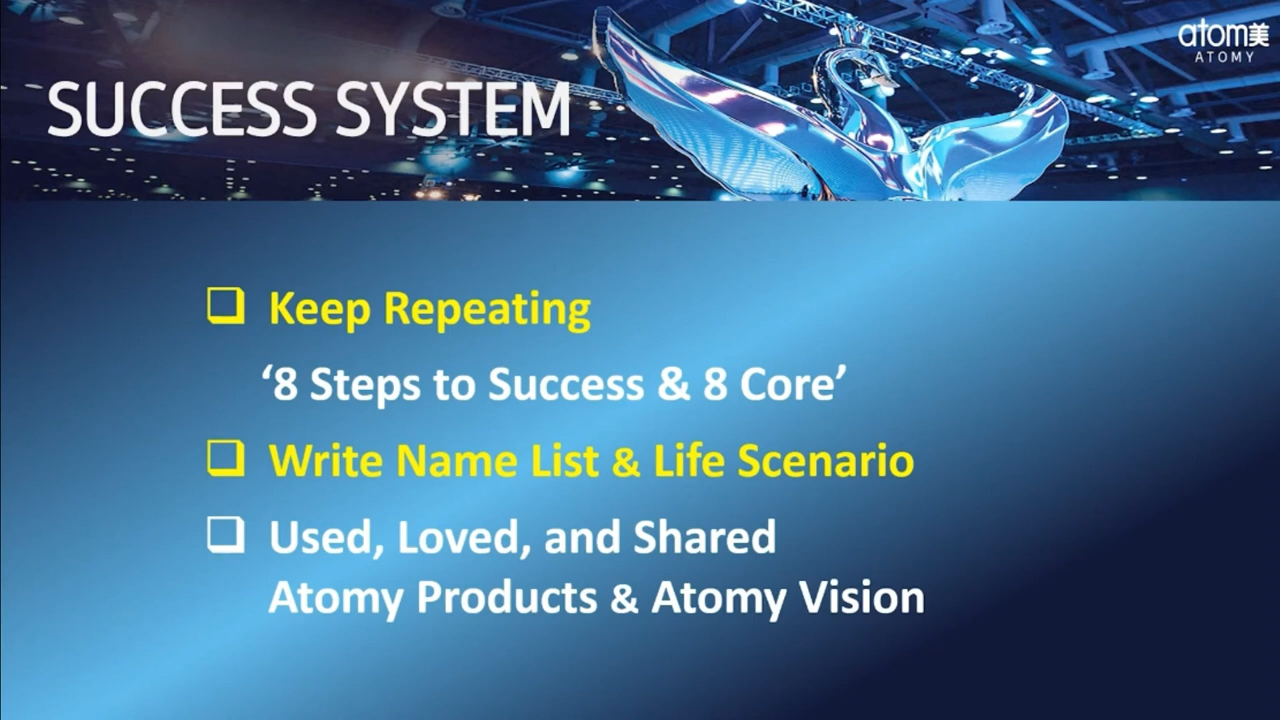 atom美
ATOMY
SUCCESS SYSTEM
Keep Repeating
‘8 Steps to Success & 8 Core’
Write Name List & Life Scenario
Used, Loved, and Shared
Atomy Products & Atomy Vision